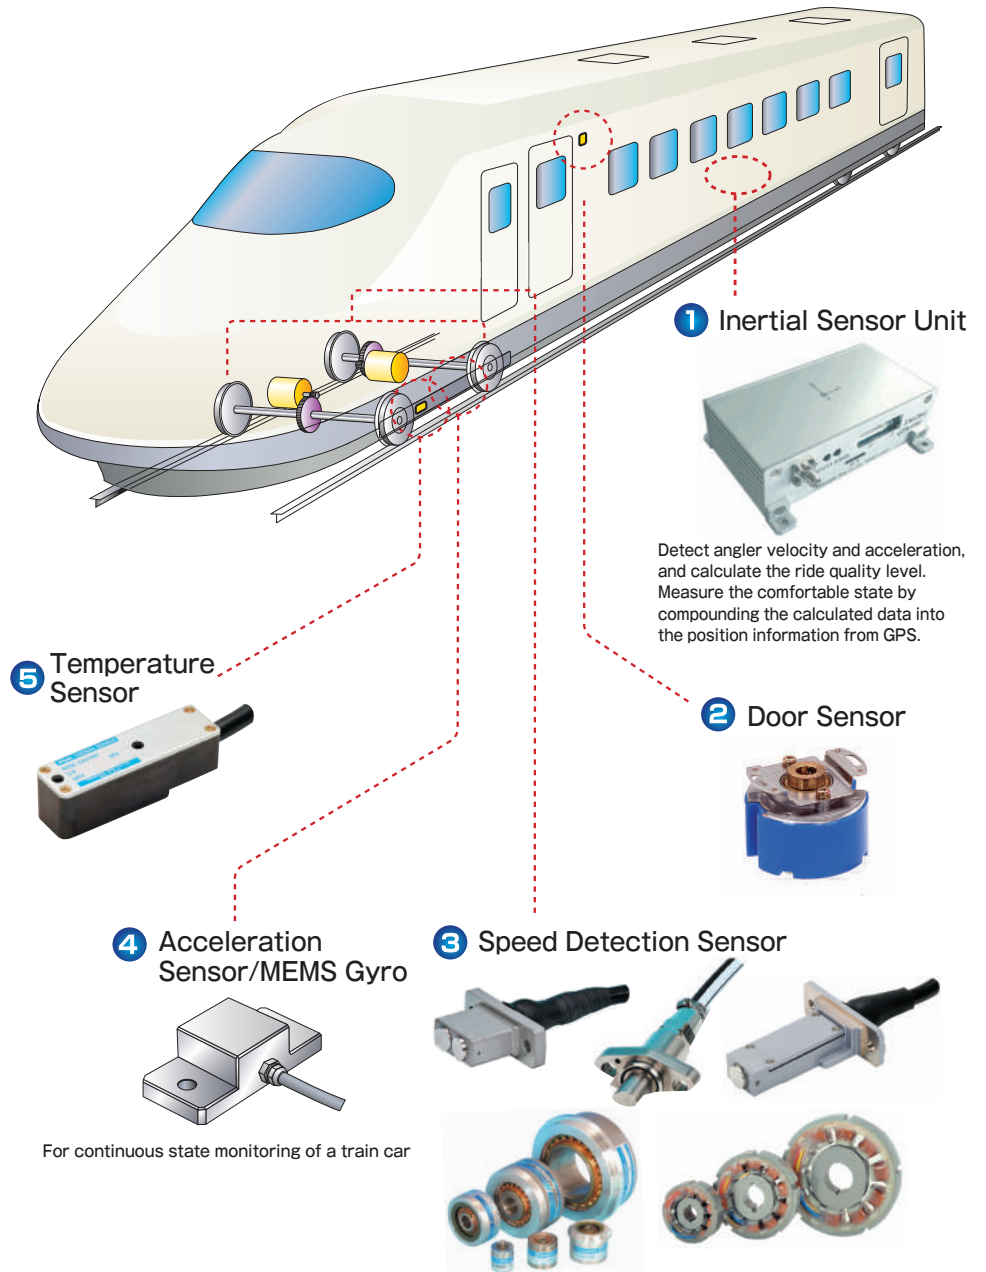 1 Inertial Sensor Unit
Detect angler velocity and acceleration,
and calculate the ride quality level.
Measure the comfortable state by
compounding the calculated data into
the position information from GPS.
5 Temperature
Sensor
2 Door Sensor
4 Acceleration
Sensor/MEMS Gyro
For continuous state monitoring of a train car
3 Speed Detection Sensor